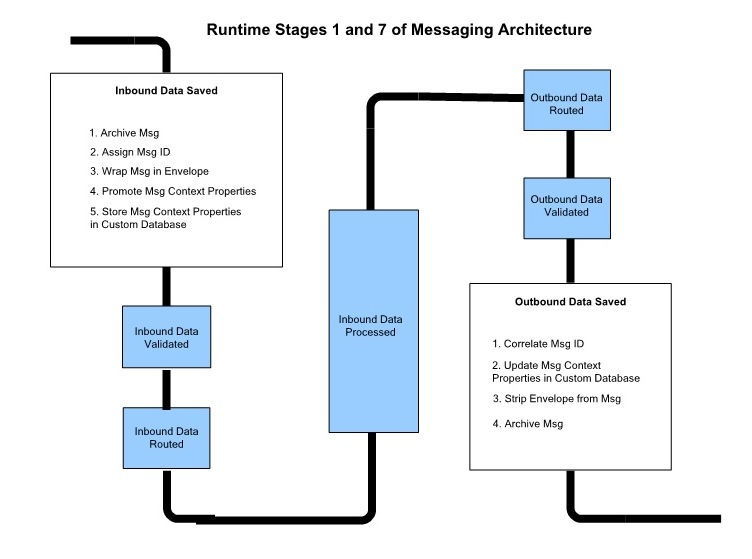 Runtime Stages 1 and 7 of Messaging Architecture
Inbound Data Saved
1. Archive Msg
2. Assign Msg ID
3. Wrap Msg in Envelope
4. Promote Msg Context Properties
5. Store Msg Context Properties
in Custom Database
Inbound Data
Validated
Inbound Data
Routed
Inbound Data
Processed
Outbound Data
Routed
Outbound Data
Validated
Outbound Data Saved
1. Correlate Msg ID
2. Update Msg Context
Properties in Custom Database
3. Strip Envelope from Msg
4. Archive Msg